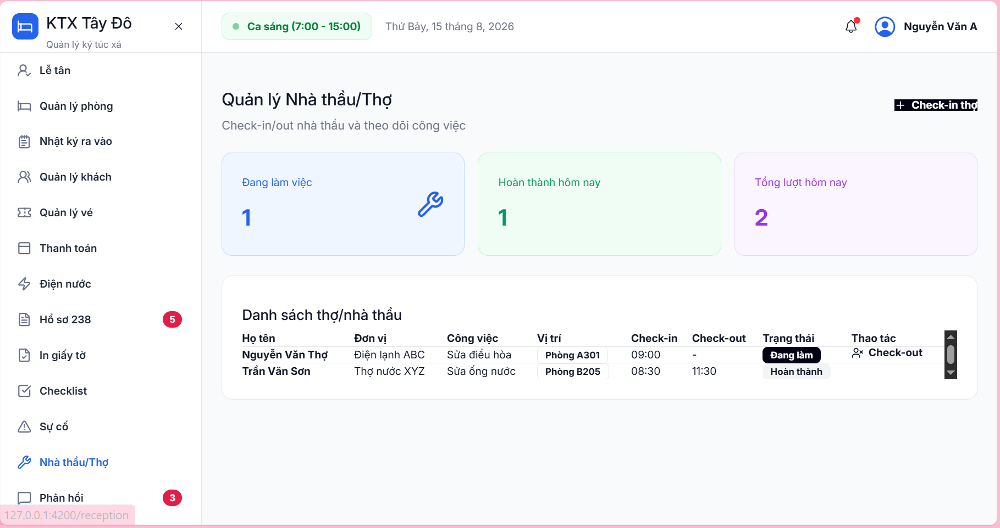 KTX Tây Đô
Quản lý ký túc xá
Lễ tân
Quản lý phòng
Nhật ký ra vào
Quản lý khách
Quản lý vé
Thanh toán
Điện nước
Hồ sơ 238 5
In giấy tờ
Checklist
Sự cố
Nhà thầu/Thợ
Phản hồi 3
127.0.0.1:4200/reception
Ca sáng (7:00 - 15:00) Thứ Bảy, 15 tháng 8, 2026 Nguyễn Văn A
Quản lý Nhà thầu/Thợ
Check-in/out nhà thầu và theo dõi công việc
Check-in thợ
Đang làm việc
1
Hoàn thành hôm nay
1
Tổng lượt hôm nay
2
Danh sách thợ/nhà thầu
Họ tên Đơn vị Công việc Vị trí Check-in Check-out Trạng thái Thao tác
Nguyễn Văn Thợ Điện lạnh ABC Sửa điều hòa Phòng A301 09:00 - Đang làm Check-out
Trần Văn Sơn Thợ nước XYZ Sửa ống nước Phòng B205 08:30 11:30 Hoàn thành